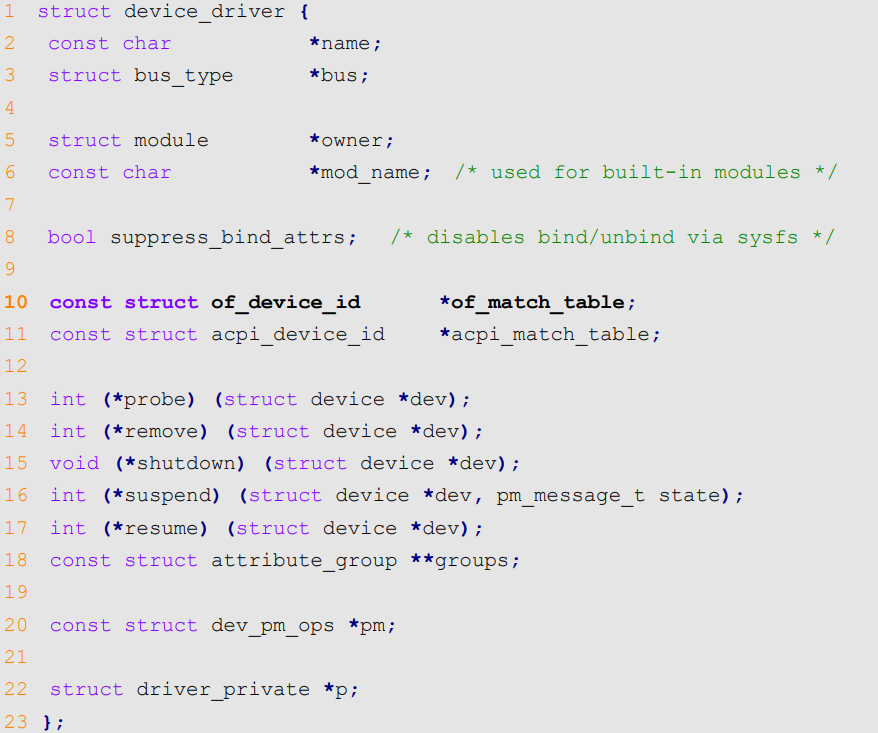 1 struct device_driver {
2 const char *name;
3 struct bus_type *bus;
4
5 struct module *owner;
6 const char *mod_name; /* used for built-in modules */
7
8 bool suppress_bind_attrs; /* disables bind/unbind via sysfs */
9
10 const struct of_device_id *of_match_table;
11 const struct acpi_device_id *acpi_match_table;
12
13 int (*probe) (struct device *dev);
14 int (*remove) (struct device *dev);
15 void (*shutdown) (struct device *dev);
16 int (*suspend) (struct device *dev, pm_message_t state);
17 int (*resume) (struct device *dev);
18 const struct attribute_group **groups;
19
20 const struct dev_pm_ops *pm;
21
22 struct driver_private *p;
23 };